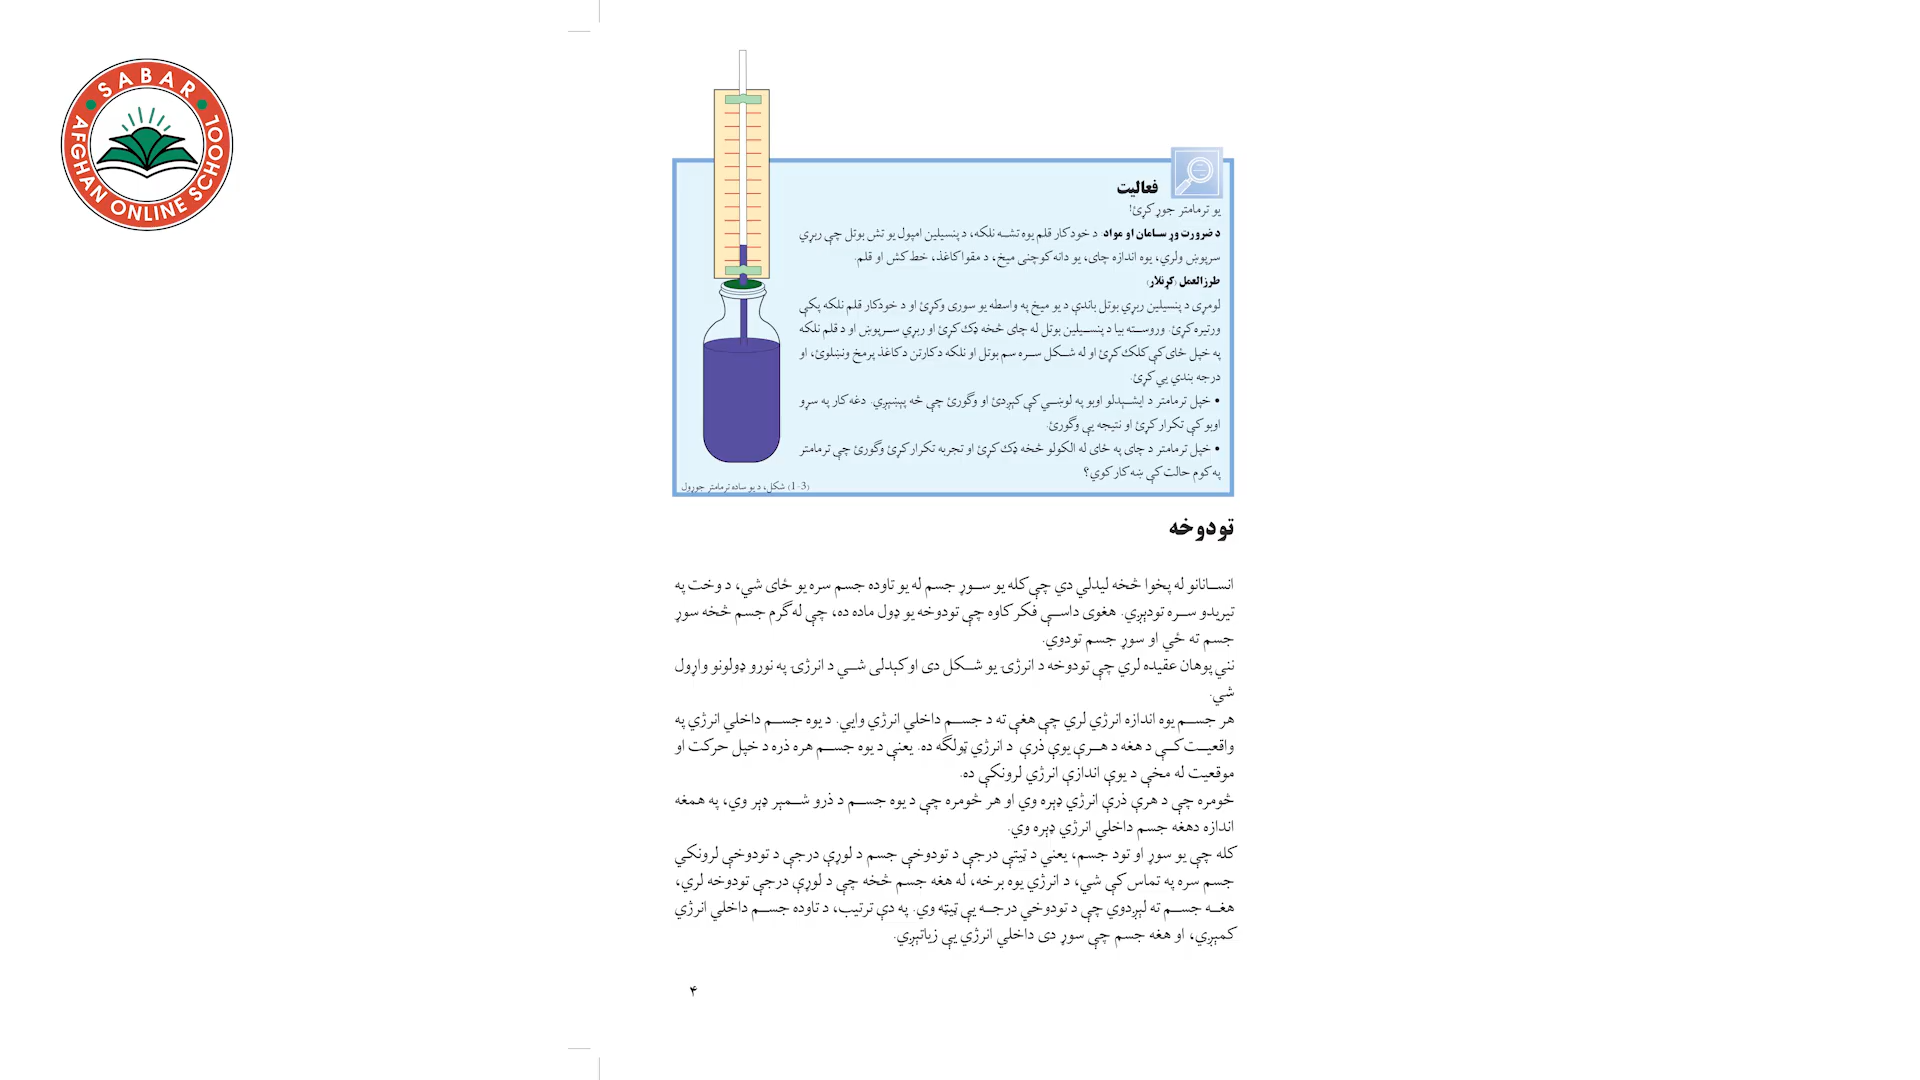 SABAR
AFGHAN ONLINE SCHOOL
فعالیت
یو ترمامتر جوړ کړئ!
د ضرورت وړ سامان او مواد: د خودکار قلم یوه تشه نلکه، د پنسیلین امپول یو تش بوتل چې ربړي
سرپوښ ولري، یوه اندازه چای، یو دانه کوچنی میخ، د مقوا کاغذ، خط کش او قلم.
طرزالعمل (کړنلار)
لومړی د پنسیلین ربړي بوتل باندې د یو میخ په واسطه یو سوری وکړئ او د خودکار قلم نلکه پکې
ورتیره کړئ. وروسته بیا د پنسیلین بوتل له چای څخه ډک کړئ او ربړي سرپوښ او د قلم نلکه
په خپل ځای کې کلک کړئ او له شکل سره سم بوتل او نلکه د کارتن د کاغذ پرمخ ونښلوئ، او
درجه بندي یي کړئ.
• خپل ترمامتر د ایشېدلو اوبو په لوښي کې کېږدئ او وګورئ چې څه پېښېږي. دغه کار په سړو
اوبو کې تکرار کړئ او نتیجه یې وګورئ.
• خپل ترمامتر د چای په ځای له الکولو څخه ډک کړئ او تجربه تکرار کړئ وګورئ چې ترمامتر
په کوم حالت کې ښه کار کوي؟
(1-3) شکل، د یو ساده ترمامتر جوړول
تودوخه
انسانانو له پخوا څخه لیدلي دي چې کله یو سوړ جسم له یو تاوده جسم سره یو ځای شي، د وخت په
تیریدو سره تودېږي. هغوی داسې فکر کاوه چې تودوخه یو ډول ماده ده، چې له ګرم جسم څخه سوړ
جسم ته ځي او سوړ جسم تودوي.
نني پوهان عقیده لري چې تودوخه د انرژۍ یو شکل دی او کېدلی شي د انرژۍ په نورو ډولونو واړول
شي.
هر جسم یوه اندازه انرژي لري چې هغې ته د جسم داخلي انرژي وایي. د یوه جسم داخلي انرژي په
واقعیت کې د هغه د هرې یوې ذرې د انرژي ټولګه ده. یعنې د یوه جسم هره ذره د خپل حرکت او
موقعیت له مخې د یوې اندازې انرژي لرونکې ده.
څومره چې د هرې ذرې انرژي ډېره وي او هر څومره چې د یوه جسم د ذرو شمېر ډېر وي، په همغه
اندازه دهغه جسم داخلي انرژي ډېره وي.
کله چې یو سوړ او تود جسم، یعني د ټیټې درجې د تودوخې جسم د لوړې درجې د تودوخې لرونکي
جسم سره په تماس کې شي، د انرژي یوه برخه، له هغه جسم څخه چې د لوړې درجې تودوخه لري،
هغه جسم ته لېږدوي چې د تودوخې درجه یې ټیټه وي. په دې ترتیب، د تاوده جسم داخلي انرژي
کمېږي، او هغه جسم چې سوړ دی داخلي انرژي یې زیاتېږي.
۴